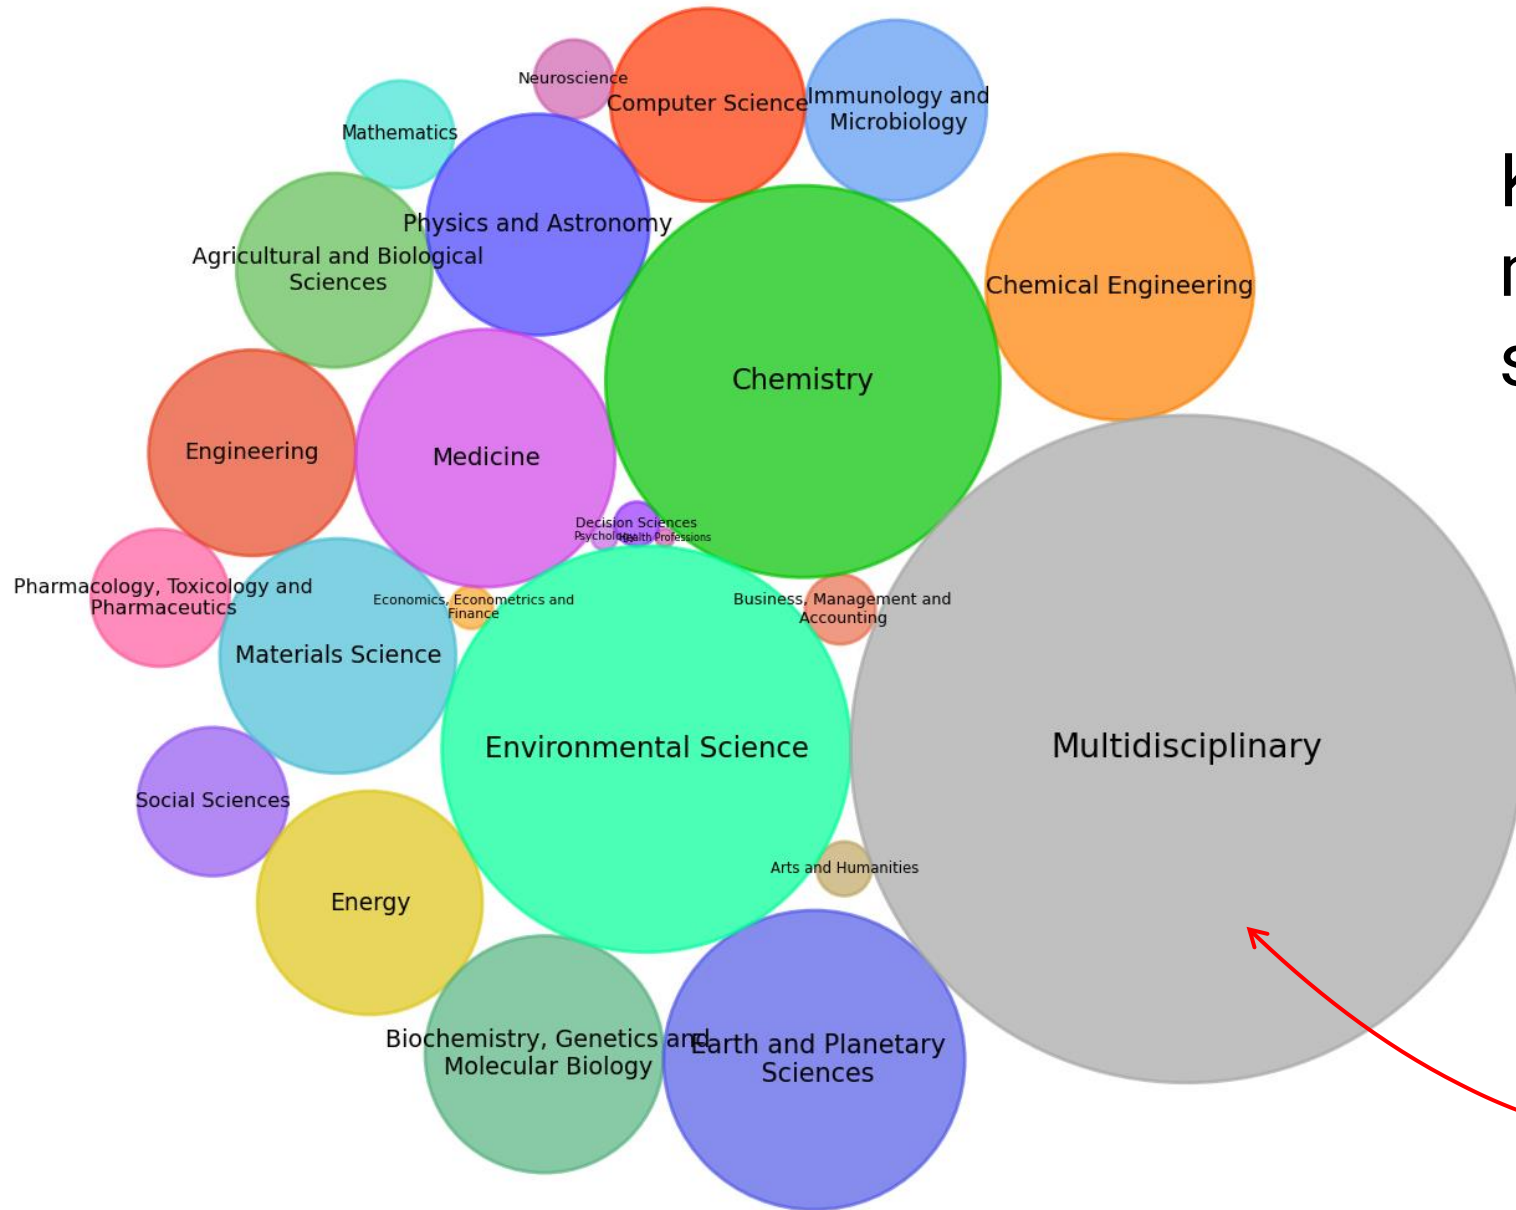 Neuroscience
Computer Science
Immunology and
Microbiology
Mathematics
Physics and Astronomy
Agricultural and Biological
Sciences
Chemical Engineering
Chemistry
Engineering
Medicine
Decision Sciences
Psychology
Health Professions
Pharmacology, Toxicology and
Pharmaceutics
Economics, Econometrics and
Finance
Business, Management and
Accounting
Materials Science
Environmental Science
Multidisciplinary
Social Sciences
Arts and Humanities
Energy
Biochemistry, Genetics and
Molecular Biology
Earth and Planetary
Sciences